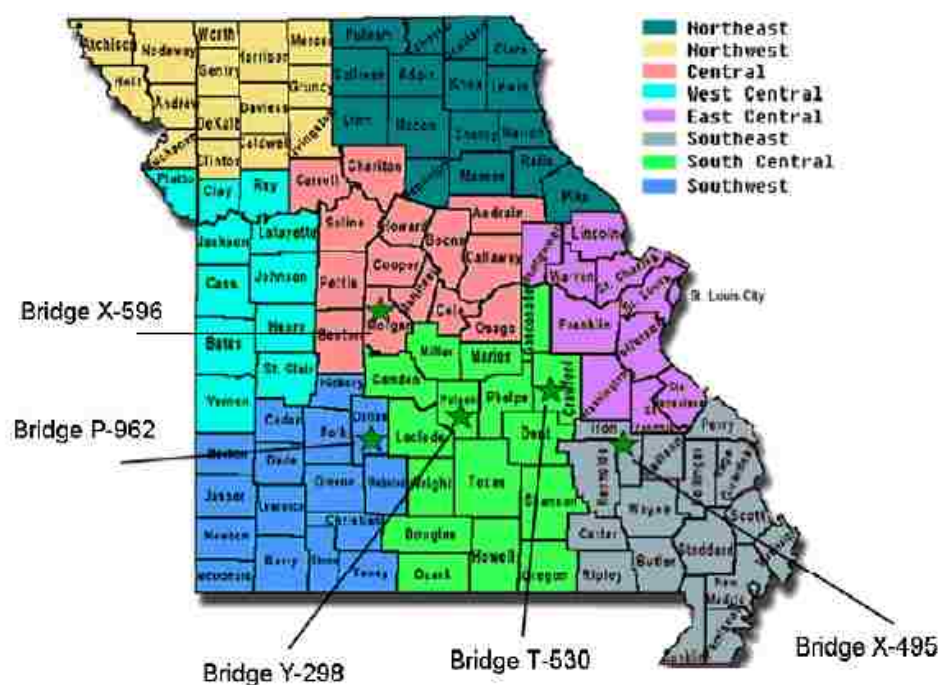 Northeast
Northwest
Central
West Central
East Central
Southeast
South Central
Southwest
Atchison
Nodaway
Worth
Harrison
Mercer
Putnam
Clark
Holt
Gentry
Sullivan
Adair
Knox
Lewis
Andrew
Grundy
DeKalb
Daviess
Linn
Macon
Shelby
Marion
Clinton
Caldwell
Livingston
Ralls
Monroe
Pike
Platte
Clay
Ray
Carroll
Chariton
Audrain
Saline
Howard
Boone
Lincoln
Jackson
Lafayette
Callaway
Warren
St. Charles
Cooper
Cass
Johnson
Pettis
St. Louis City
Cole
Osage
Franklin
Bridge X-596
Morgan
Henry
Benton
Bates
Miller
Maries
St. Clair
Camden
Crawford
Washington
Hickory
Phelps
Vernon
Pulaski
Bridge P-962
Cedar
Polk
Dallas
Laclede
Dent
Iron
Perry
Dade
Jasper
Greene
Webster
Wright
Texas
Shannon
Reynolds
Wayne
Lawrence
Christian
Scott
Newton
Douglas
Carter
Stoddard
Barry
Stone
Taney
Ozark
Howell
Oregon
Ripley
Butler
New
Madrid
Bridge Y-298
Bridge T-530
Bridge X-495